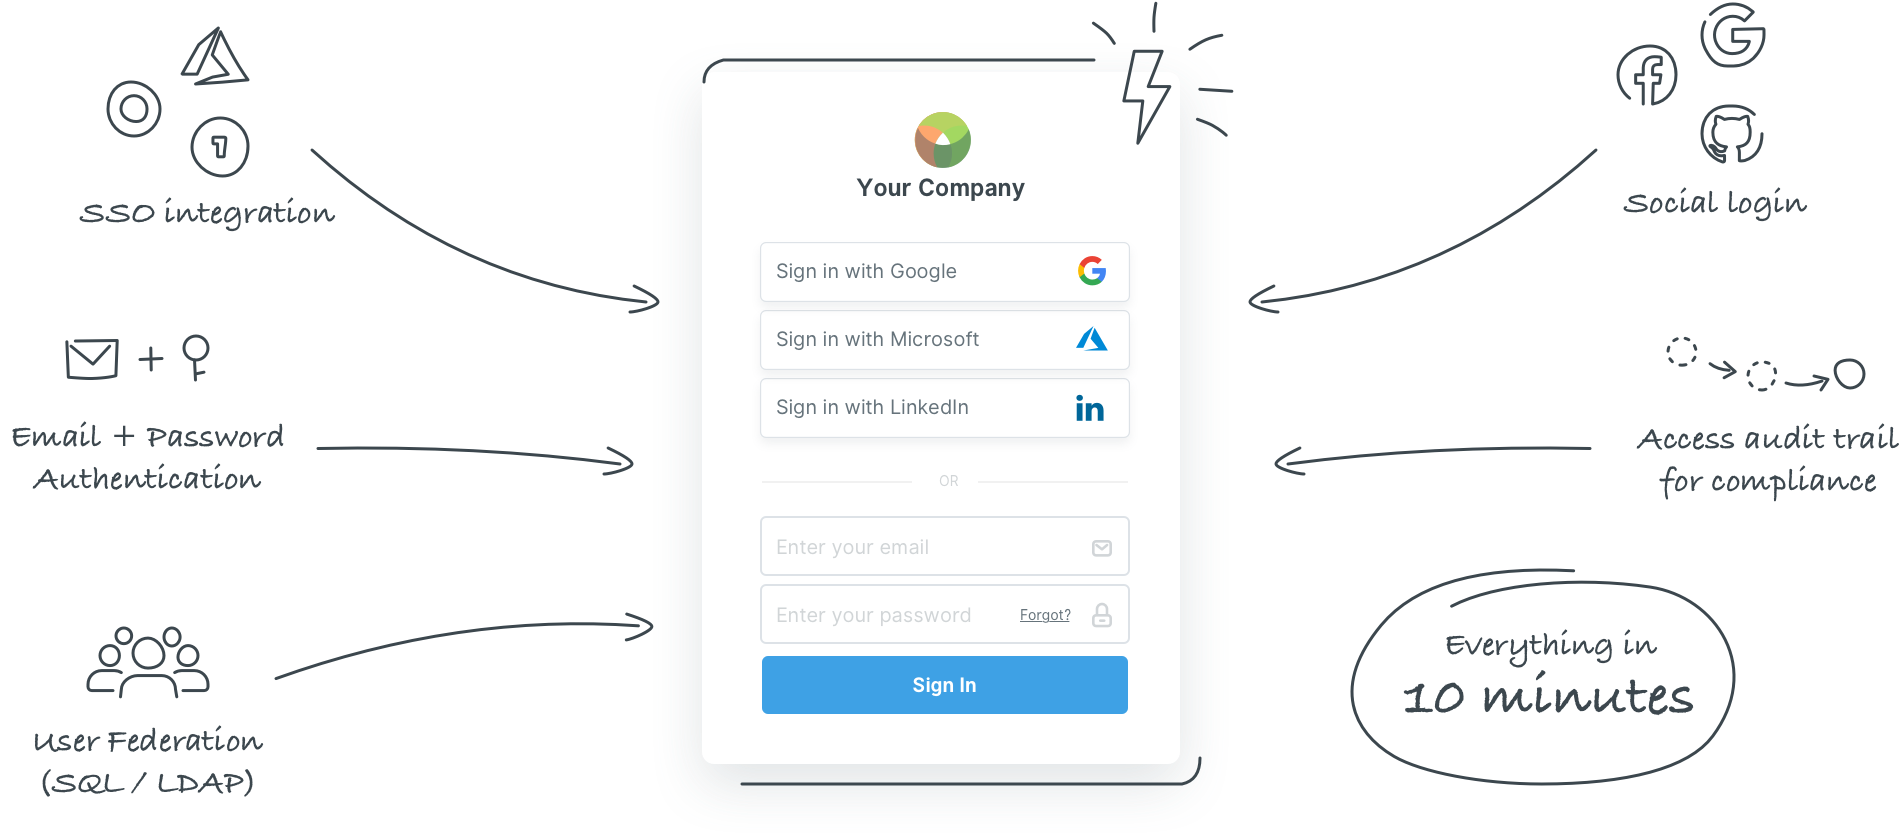 SSO integration
Email + Password
Authentication
User Federation
(SQL / LDAP)
Your Company
Sign in with Google
Sign in with Microsoft
Sign in with LinkedIn
OR
Enter your email
Enter your password
Forgot?
Sign In
Social login
Access audit trail
for compliance
Everything in
10 minutes